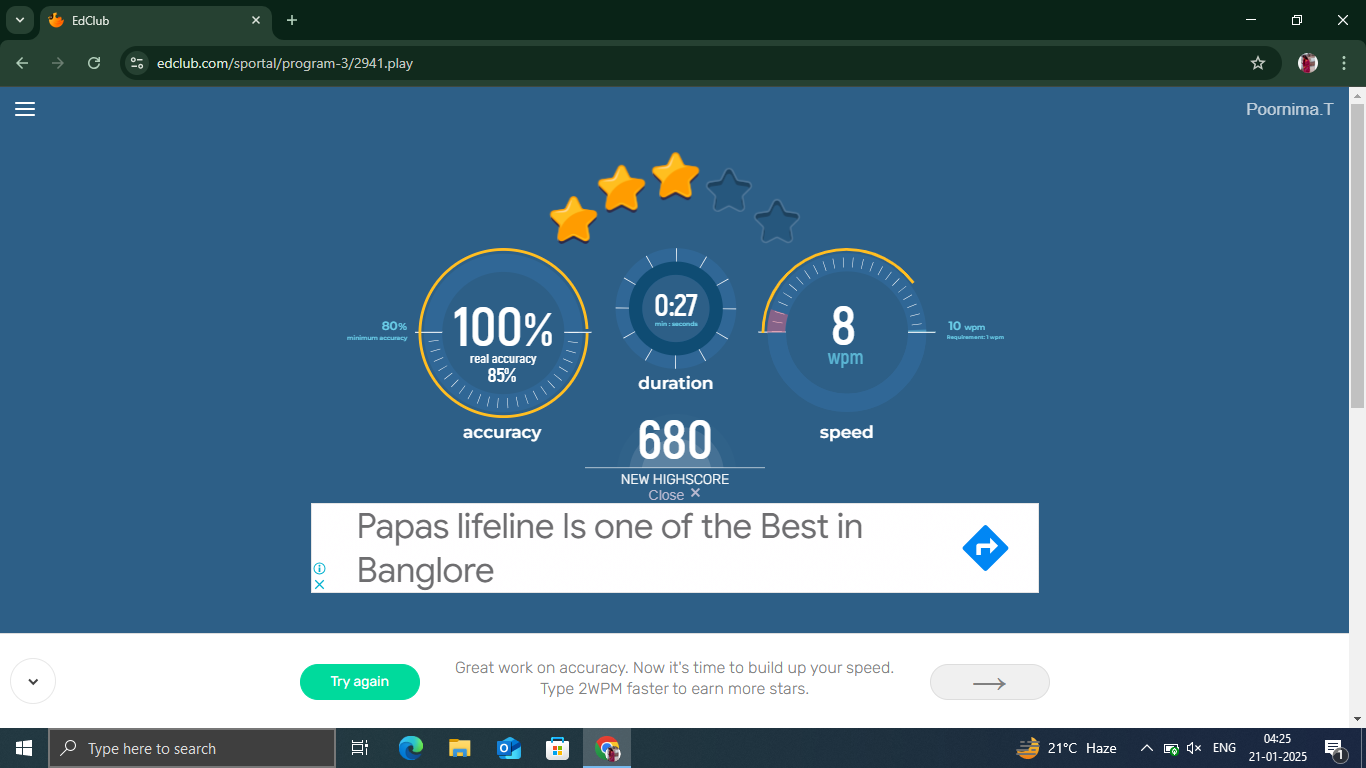 EdClub
edclub.com/sportal/program-3/2941.play
Poornima.T
80%
minimum accuracy
100%
real accuracy
85%
accuracy
0:27
min : seconds
duration
8
wpm
speed
10 wpm
Requirement: 1 wpm
680
NEW HIGHSCORE
Close
Papas lifeline Is one of the Best in
Banglore
Try again
Great work on accuracy. Now it's time to build up your speed.
Type 2WPM faster to earn more stars.
Type here to search
21°C Haze
ENG
04:25
21-01-2025
1